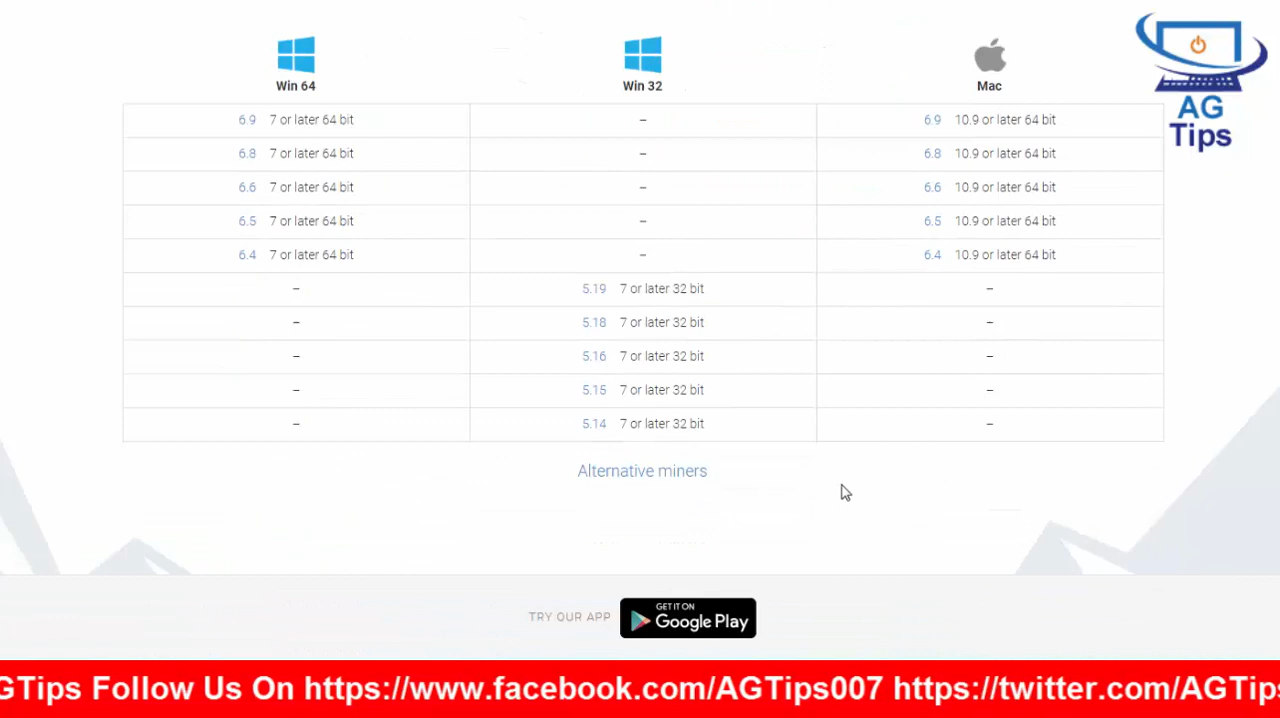 Win 64 Win 32 Mac
6.9 7 or later 64 bit – 6.9 10.9 or later 64 bit
6.8 7 or later 64 bit – 6.8 10.9 or later 64 bit
6.6 7 or later 64 bit – 6.6 10.9 or later 64 bit
6.5 7 or later 64 bit – 6.5 10.9 or later 64 bit
6.4 7 or later 64 bit – 6.4 10.9 or later 64 bit
– 5.19 7 or later 32 bit –
– 5.18 7 or later 32 bit –
– 5.16 7 or later 32 bit –
– 5.15 7 or later 32 bit –
– 5.14 7 or later 32 bit –
AG
Tips
Alternative miners
TRY OUR APP
GET IT ON
Google Play
GTips Follow Us On https://www.facebook.com/AGTips007 https://twitter.com/AGTips